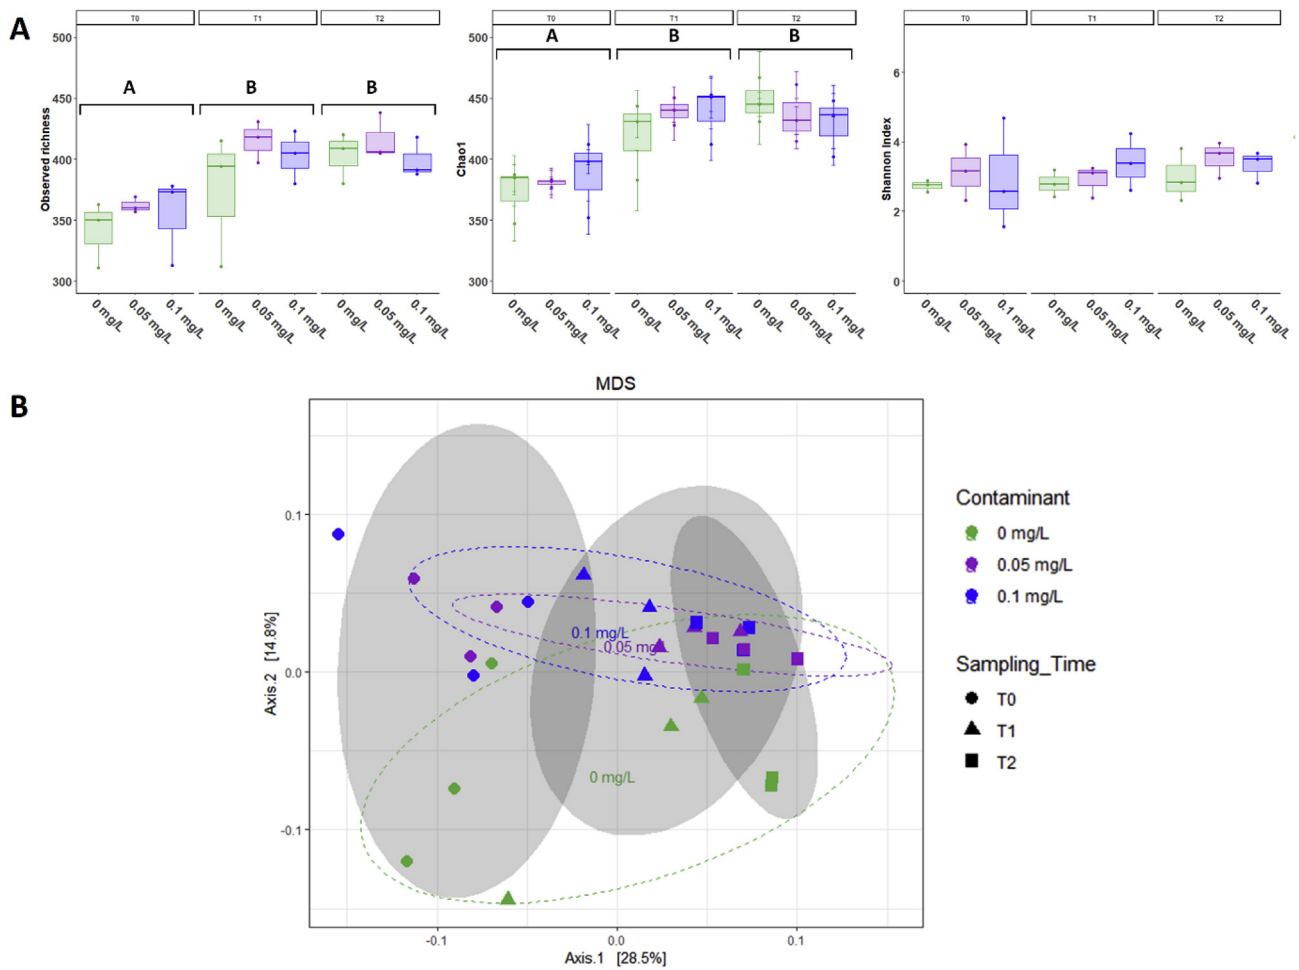 A
T0 T1 T2
T0 T1 T2
T0 T1 T2
Observed richness
500
450
400
350
300
A B B
0 mg/L 0.05 mg/L 0.1 mg/L 0 mg/L 0.05 mg/L 0.1 mg/L 0 mg/L 0.05 mg/L 0.1 mg/L
Chao1
500
450
400
350
300
A B B
0 mg/L 0.05 mg/L 0.1 mg/L 0 mg/L 0.05 mg/L 0.1 mg/L 0 mg/L 0.05 mg/L 0.1 mg/L
Shannon Index
6
4
2
0
0 mg/L 0.05 mg/L 0.1 mg/L 0 mg/L 0.05 mg/L 0.1 mg/L 0 mg/L 0.05 mg/L 0.1 mg/L
B
MDS
Axis.2 [14.8%]
0.1
0.0
-0.1
0.1 mg/L
0.05 mg/L
0 mg/L
-0.1 0.0 0.1
Axis.1 [28.5%]
Contaminant
0 mg/L
0.05 mg/L
0.1 mg/L
Sampling_Time
T0
T1
T2